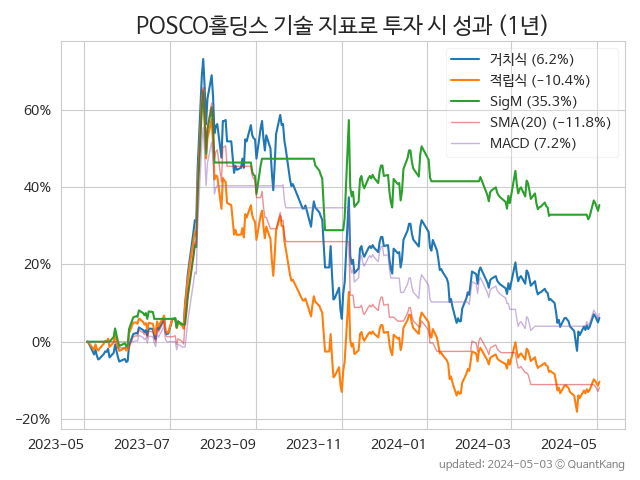 POSCO홀딩스 기술 지표로 투자 시 성과 (1년)
거치식 (6.2%)
적립식 (−10.4%)
SigM (35.3%)
SMA(20) (−11.8%)
MACD (7.2%)
60%
40%
20%
0%
−20%
2023-05 2023-07 2023-09 2023-11 2024-01 2024-03 2024-05
updated: 2024-05-03 ⓒ QuantKang